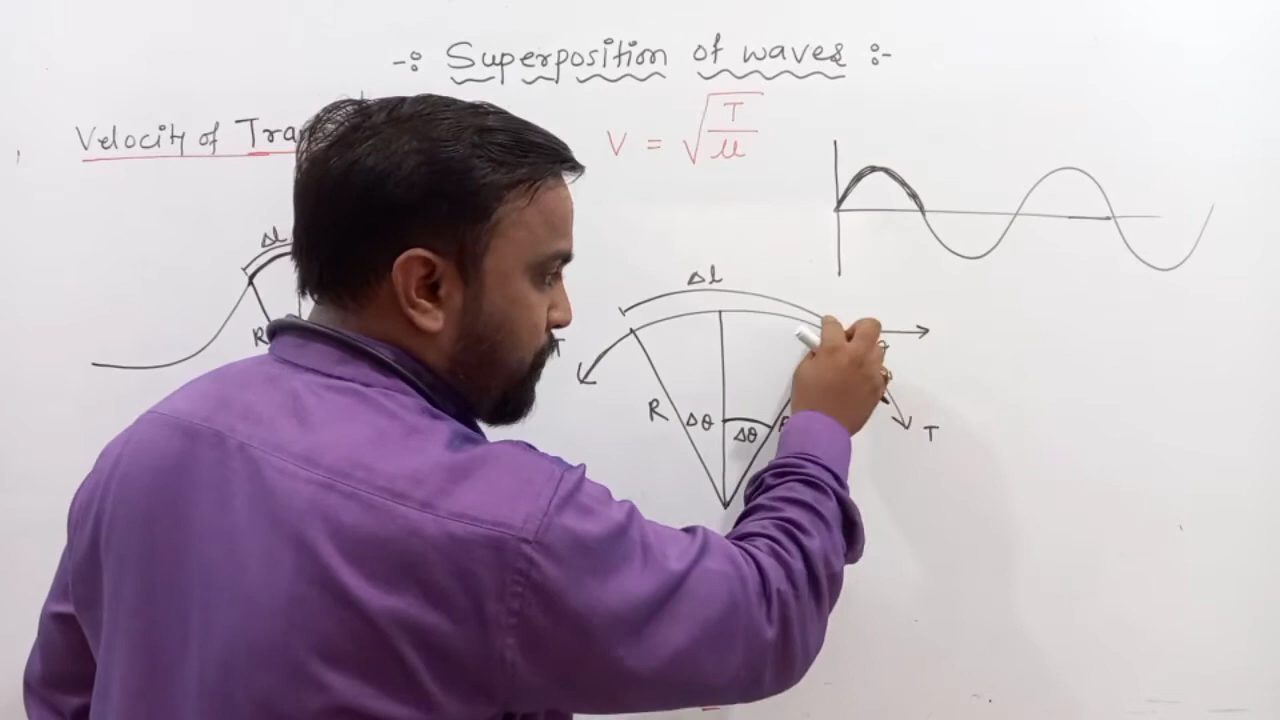 -: Superposition of waves :-
Velocity of Tra
V = √T/μ
Δl
R
Δl
T
R
Δθ
Δθ
T